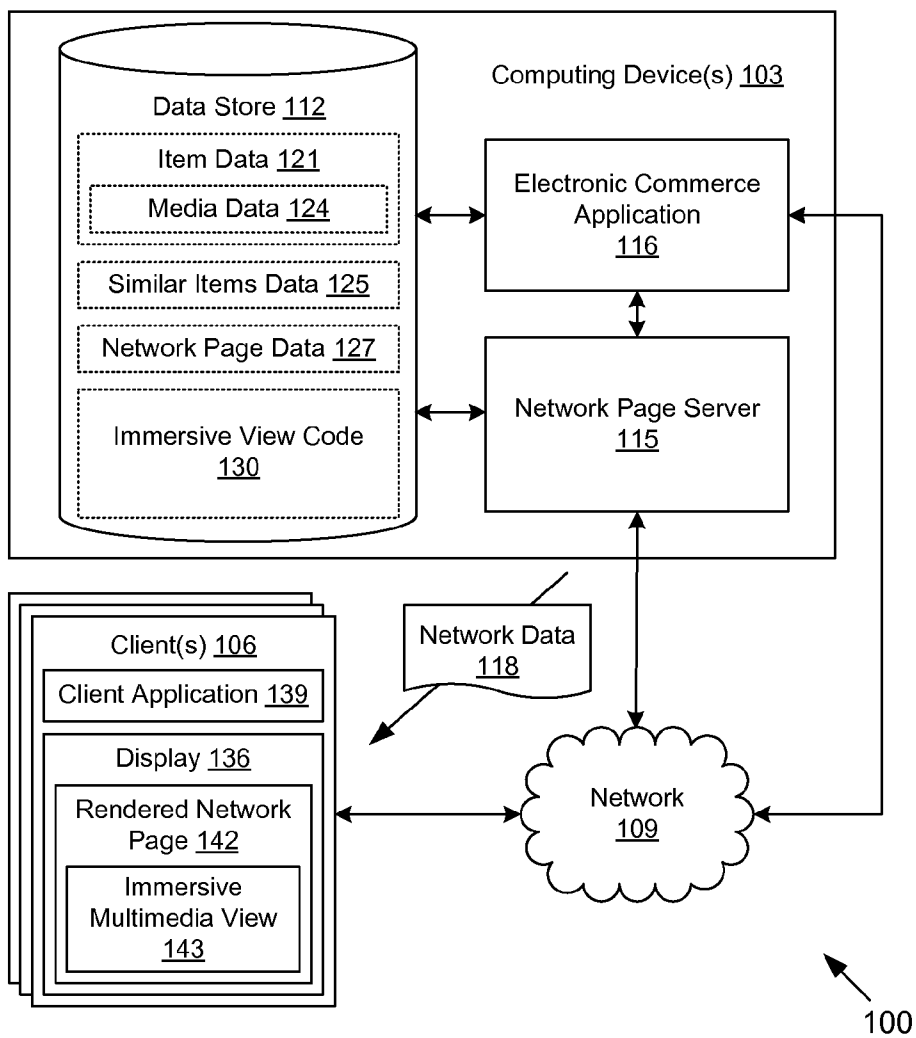 Computing Device(s) 103
Data Store 112
Item Data 121
Media Data 124
Similar Items Data 125
Network Page Data 127
Immersive View Code
130
Electronic Commerce
Application
116
Network Page Server
115
Network Data
118
Client(s) 106
Client Application 139
Display 136
Rendered Network
Page 142
Immersive
Multimedia View
143
Network
109
100